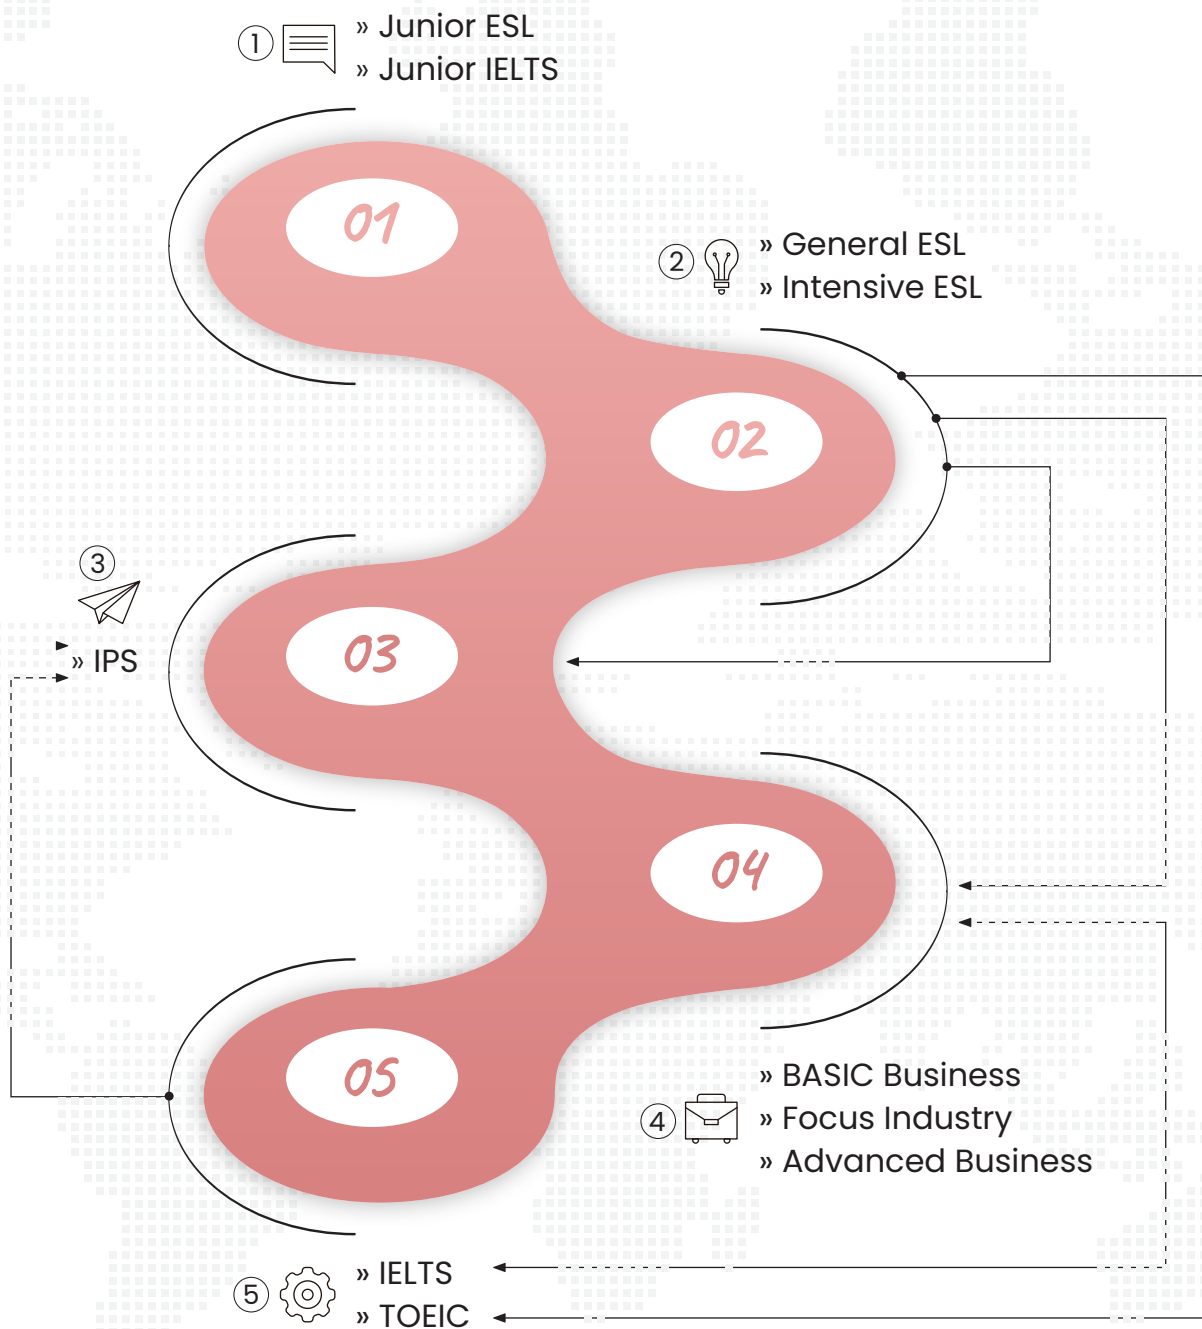 1
» Junior ESL
» Junior IELTS
01
2
» General ESL
» Intensive ESL
02
3
» IPS
03
04
4
» BASIC Business
» Focus Industry
» Advanced Business
05
5
» IELTS
» TOEIC